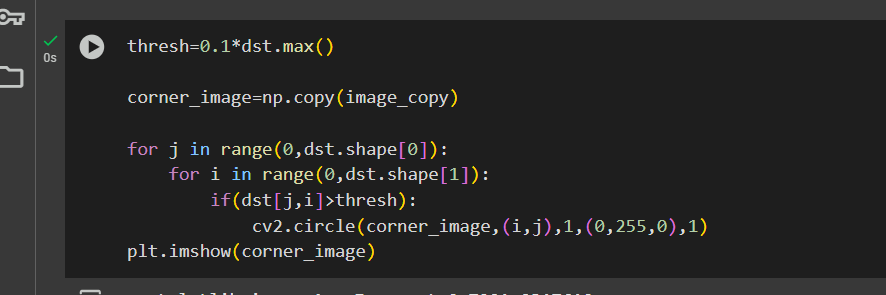 0s
thresh=0.1*dst.max()
corner_image=np.copy(image_copy)
for j in range(0,dst.shape[0]):
for i in range(0,dst.shape[1]):
if(dst[j,i]>thresh):
cv2.circle(corner_image,(i,j),1,(0,255,0),1)
plt.imshow(corner_image)